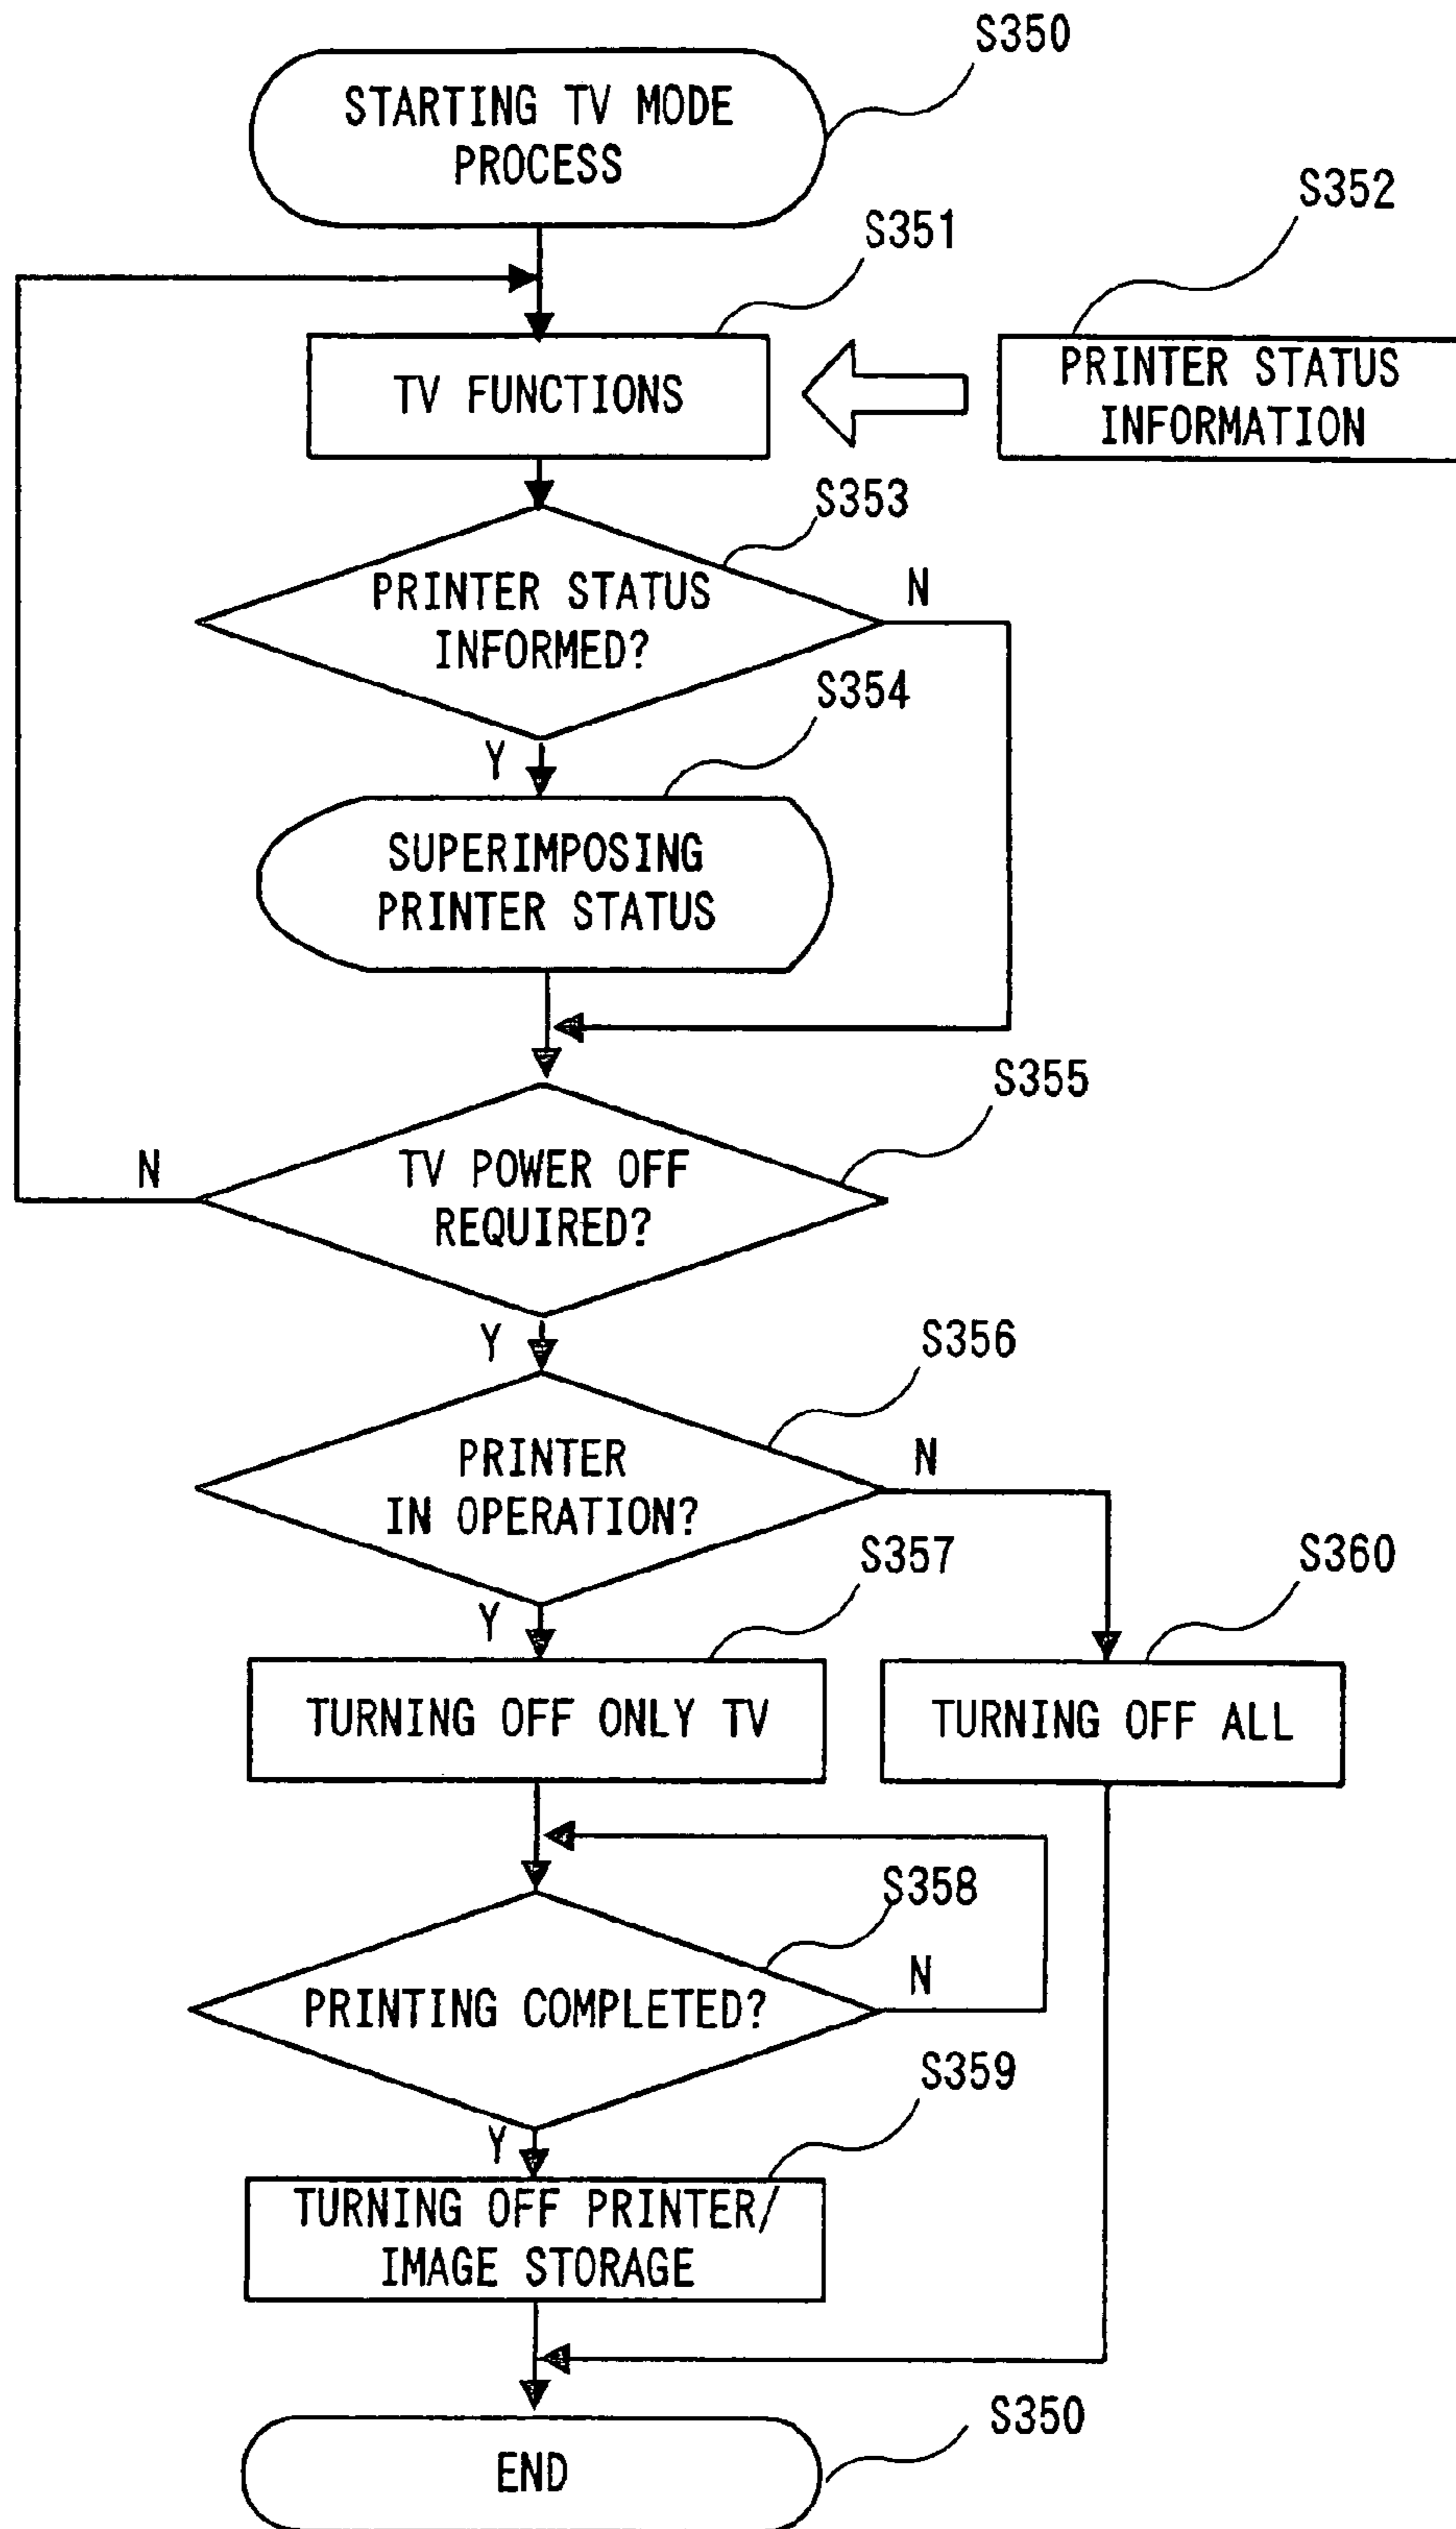 S350
STARTING TV MODE
PROCESS
S352
S351
TV FUNCTIONS
PRINTER STATUS
INFORMATION
S353
PRINTER STATUS
INFORMED?
N
S354
Y
SUPERIMPOSING
PRINTER STATUS
S355
TV POWER OFF
REQUIRED?
N
Y
S356
PRINTER
IN OPERATION?
N
S357
S360
Y
TURNING OFF ONLY TV
TURNING OFF ALL
S358
PRINTING COMPLETED?
N
S359
Y
TURNING OFF PRINTER/
IMAGE STORAGE
S350
END